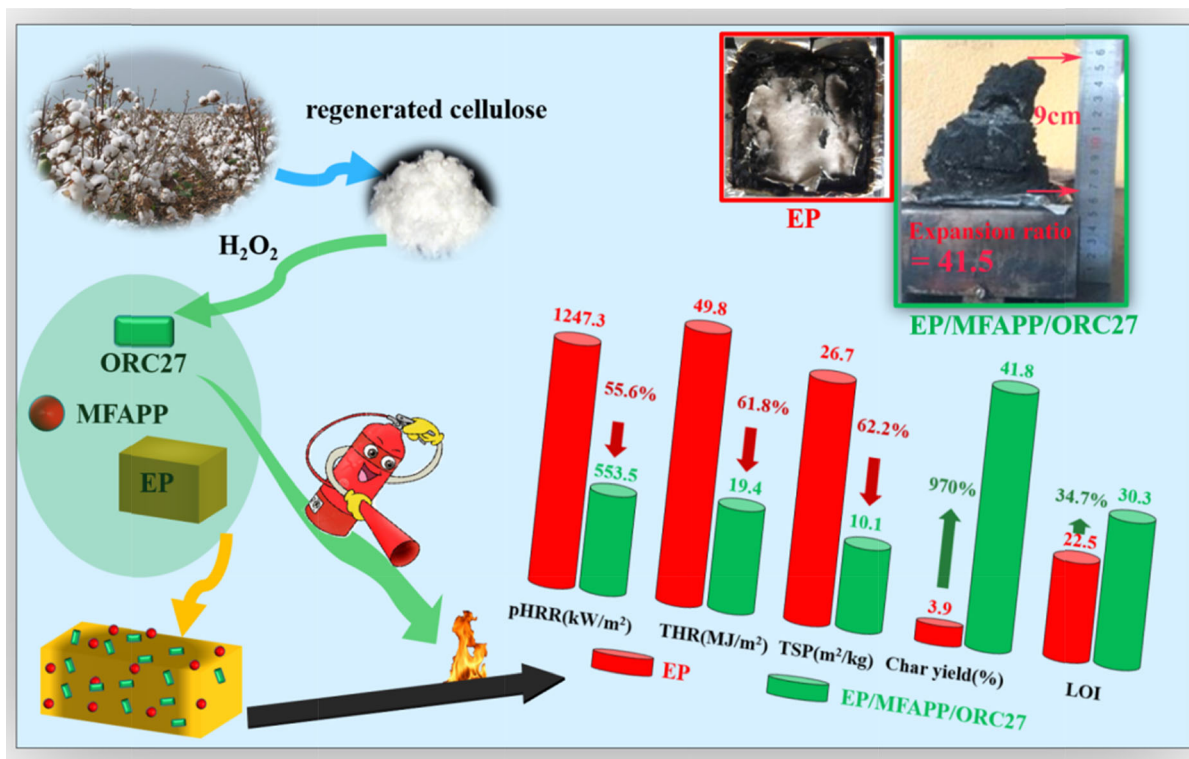 regenerated cellulose
H₂O₂
ORC27
MFAPP
EP
EP
9cm
Expansion ratio
= 41.5
EP/MFAPP/ORC27
1247.3
55.6%
553.5
pHRR(kW/m²)
49.8
61.8%
19.4
THR(MJ/m²)
26.7
62.2%
10.1
TSP(m²/kg)
41.8
970%
3.9
Char yield(%)
34.7%
22.5
30.3
LOI
EP
EP/MFAPP/ORC27